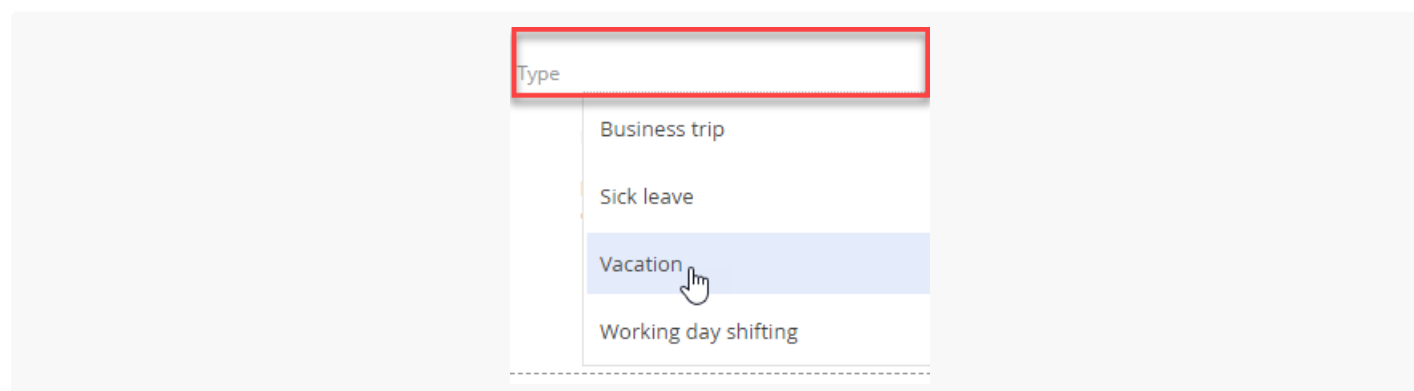 Type
Business trip
Sick leave
Vacation
Working day shifting